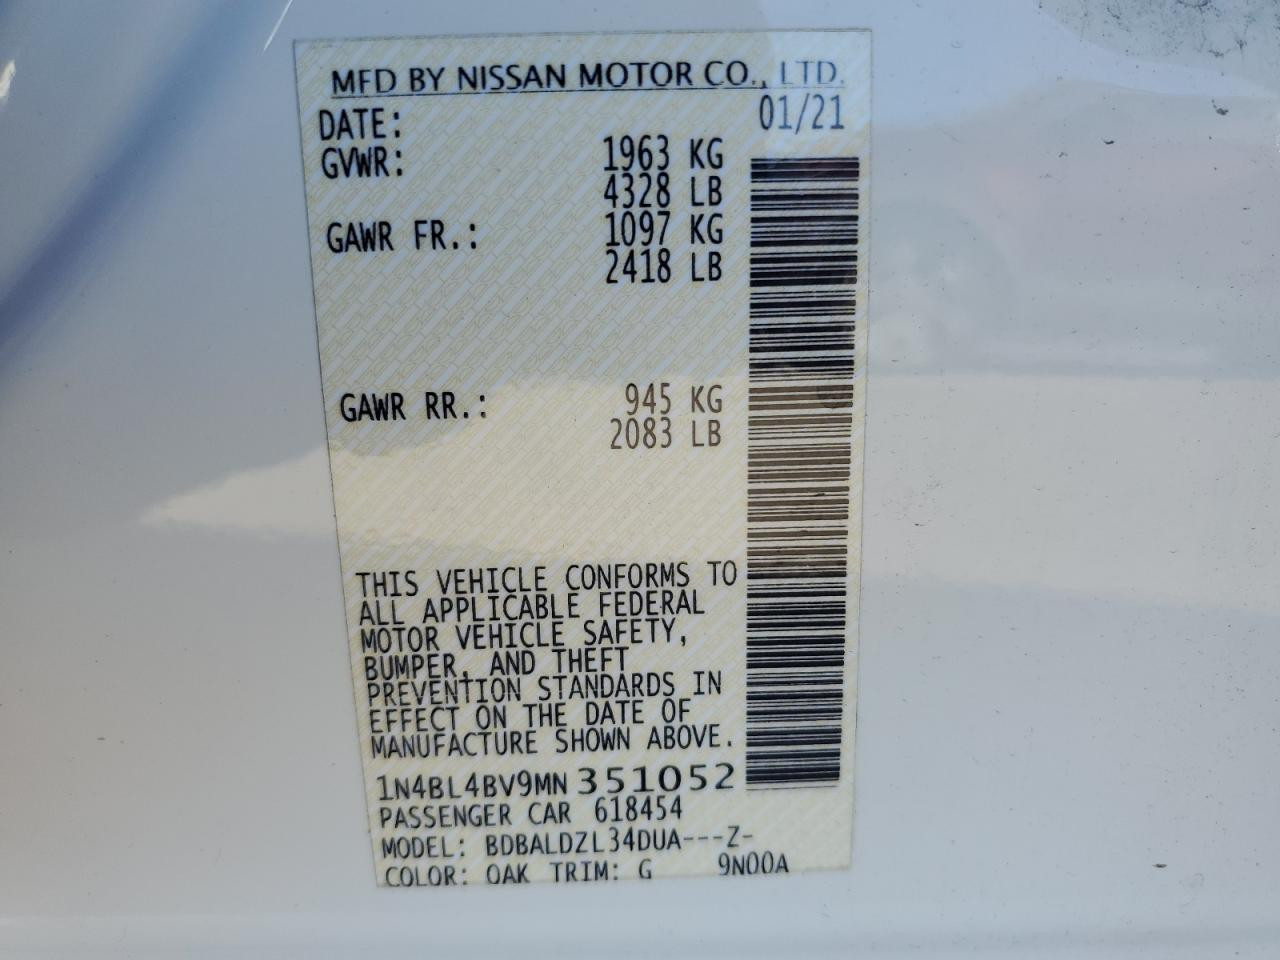 MFD BY NISSAN MOTOR CO., LTD.
DATE: 01/21
GVWR: 1963 KG
4328 LB
GAWR FR.: 1097 KG
2418 LB
GAWR RR.: 945 KG
2083 LB
THIS VEHICLE CONFORMS TO
ALL APPLICABLE FEDERAL
MOTOR VEHICLE SAFETY,
BUMPER, AND THEFT
PREVENTION STANDARDS IN
EFFECT ON THE DATE OF
MANUFACTURE SHOWN ABOVE.
1N4BL4BV9MN351052
PASSENGER CAR 618454
MODEL: BDBALDZL34DUA---Z-
COLOR: QAK TRIM: G 9N00A